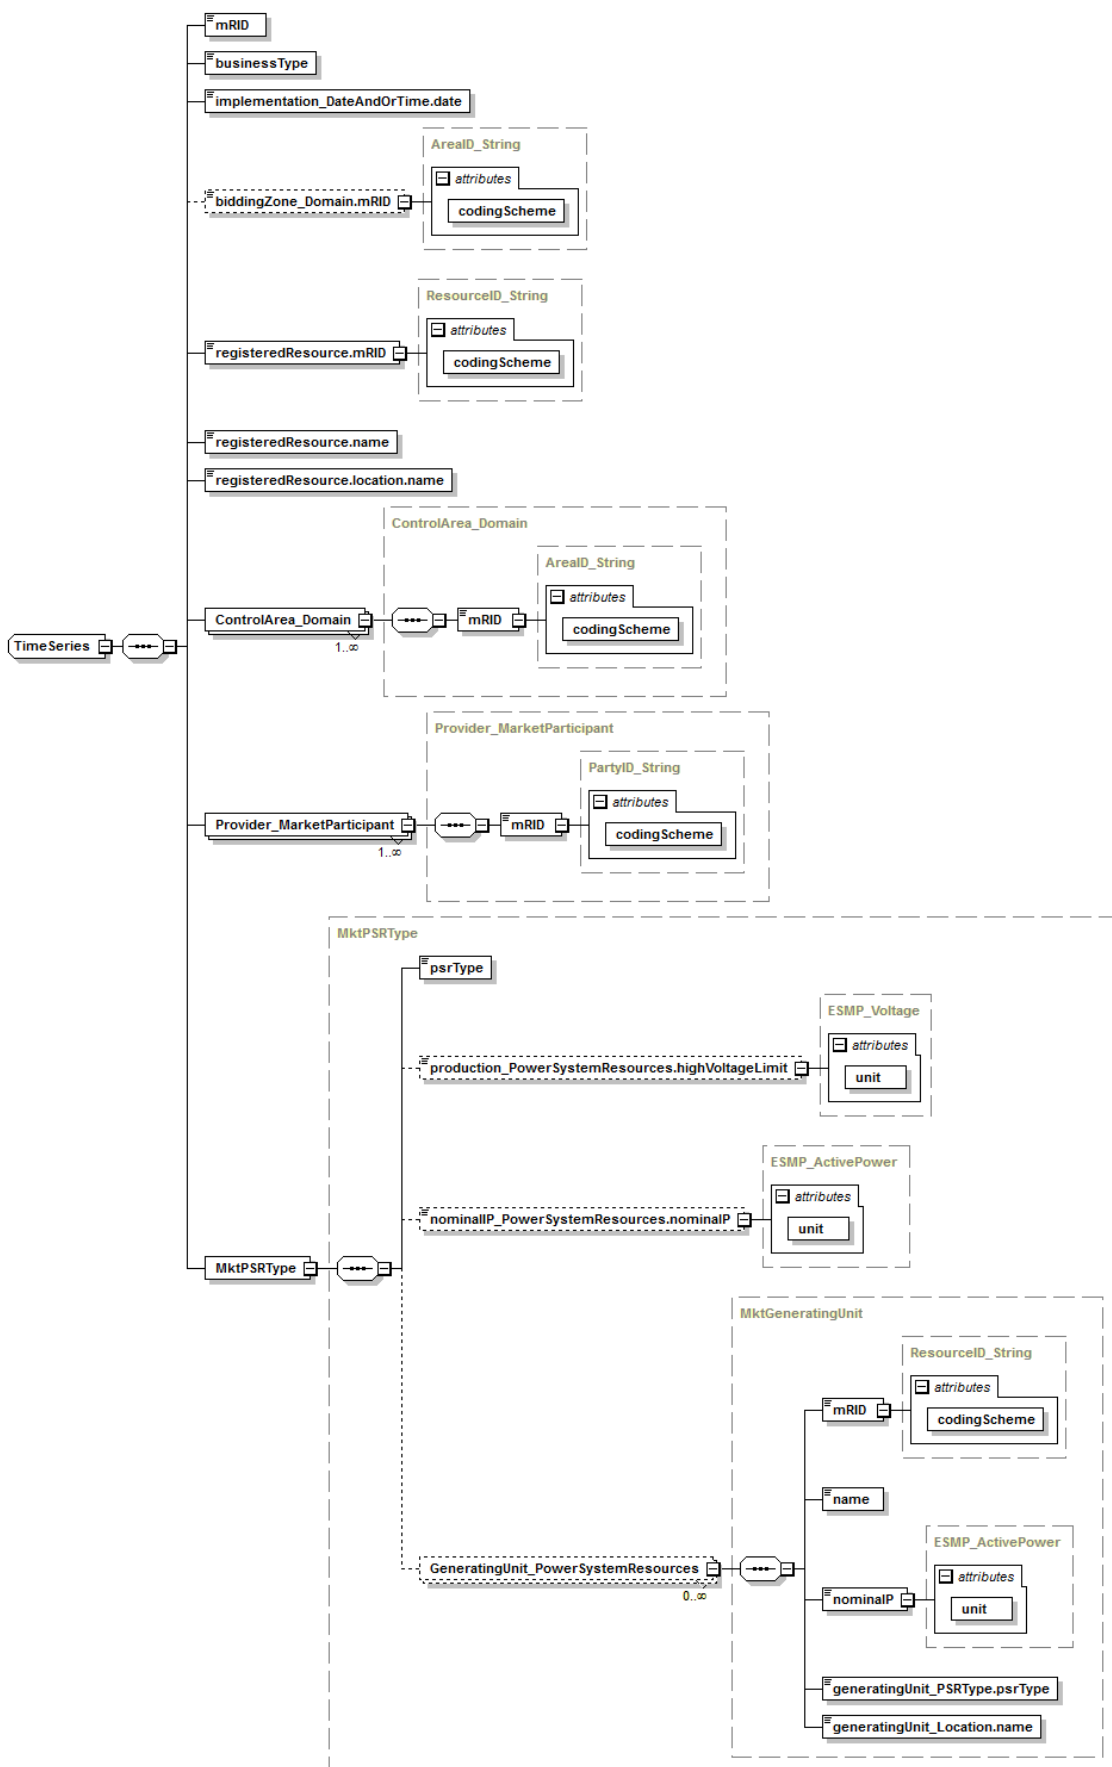 mRID
businessType
implementation_DateAndOrTime.date
AreaID_String
attributes
biddingZone_Domain.mRID
codingScheme
ResourceID_String
attributes
registeredResource.mRID
codingScheme
registeredResource.name
registeredResource.location.name
ControlArea_Domain
AreaID_String
attributes
ControlArea_Domain
mRID
codingScheme
1..∞
TimeSeries
Provider_MarketParticipant
PartyID_String
attributes
Provider_MarketParticipant
mRID
codingScheme
1..∞
MktPSRType
psrType
ESMP_Voltage
attributes
production_PowerSystemResources.highVoltageLimit
unit
ESMP_ActivePower
attributes
nominalIP_PowerSystemResources.nominalP
unit
MktPSRType
MktGeneratingUnit
ResourceID_String
attributes
mRID
codingScheme
name
ESMP_ActivePower
GeneratingUnit_PowerSystemResources
attributes
0..∞
nominalP
unit
generatingUnit_PSRType.psrType
generatingUnit_Location.name